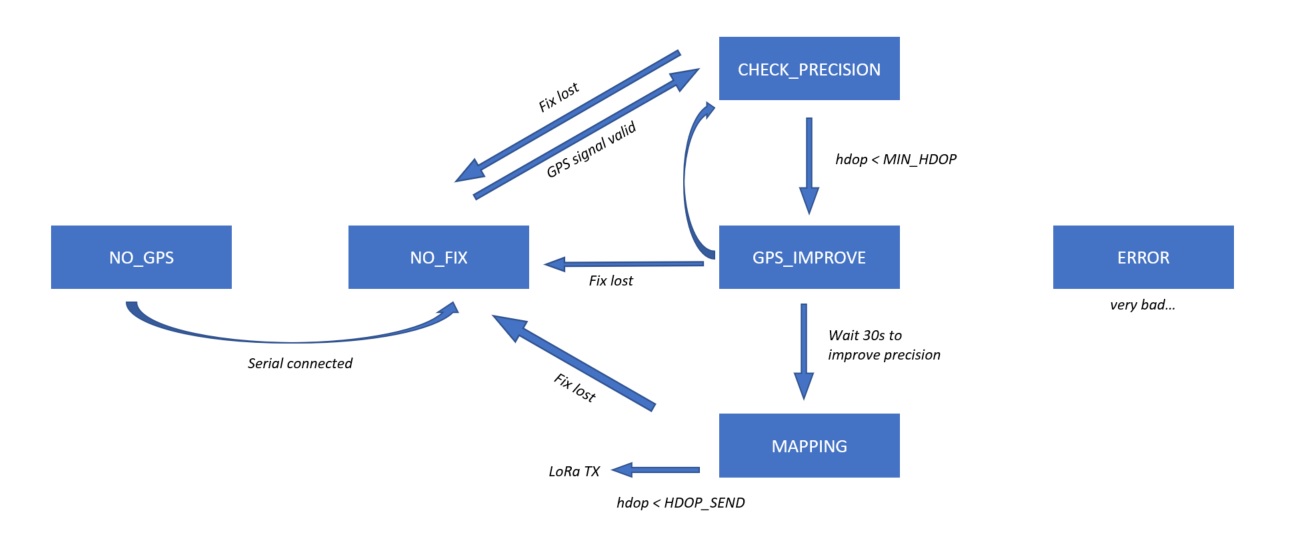 CHECK_PRECISION
Fix lost
GPS signal valid
hdop < MIN_HDOP
NO_GPS
NO_FIX
GPS_IMPROVE
ERROR
Fix lost
very bad...
Serial connected
Wait 30s to
improve precision
Fix lost
MAPPING
LoRa TX
hdop < HDOP_SEND